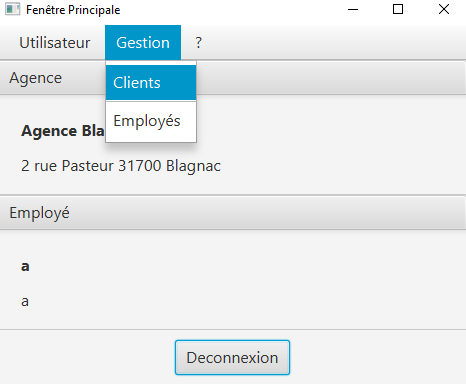 Fenêtre Principale
Utilisateur Gestion ?
Agence
Clients
Agence Bla
Employés
2 rue Pasteur 31700 Blagnac
Employé
a
a
Deconnexion